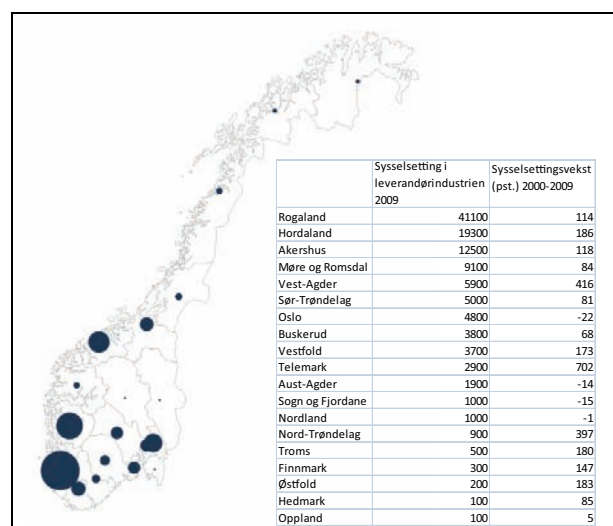 Sysselsetting i leverandørindustrien 2009 Sysselsettingsvekst (pst.) 2000-2009
Rogaland 41100 114
Hordaland 19300 186
Akershus 12500 118
Møre og Romsdal 9100 84
Vest-Agder 5900 416
Sør-Trøndelag 5000 81
Oslo 4800 -22
Buskerud 3800 68
Vestfold 3700 173
Telemark 2900 702
Aust-Agder 1900 -14
Sogn og Fjordane 1000 -15
Nordland 1000 -1
Nord-Trøndelag 900 397
Troms 500 180
Finnmark 300 147
Østfold 200 183
Hedmark 100 85
Oppland 100 5